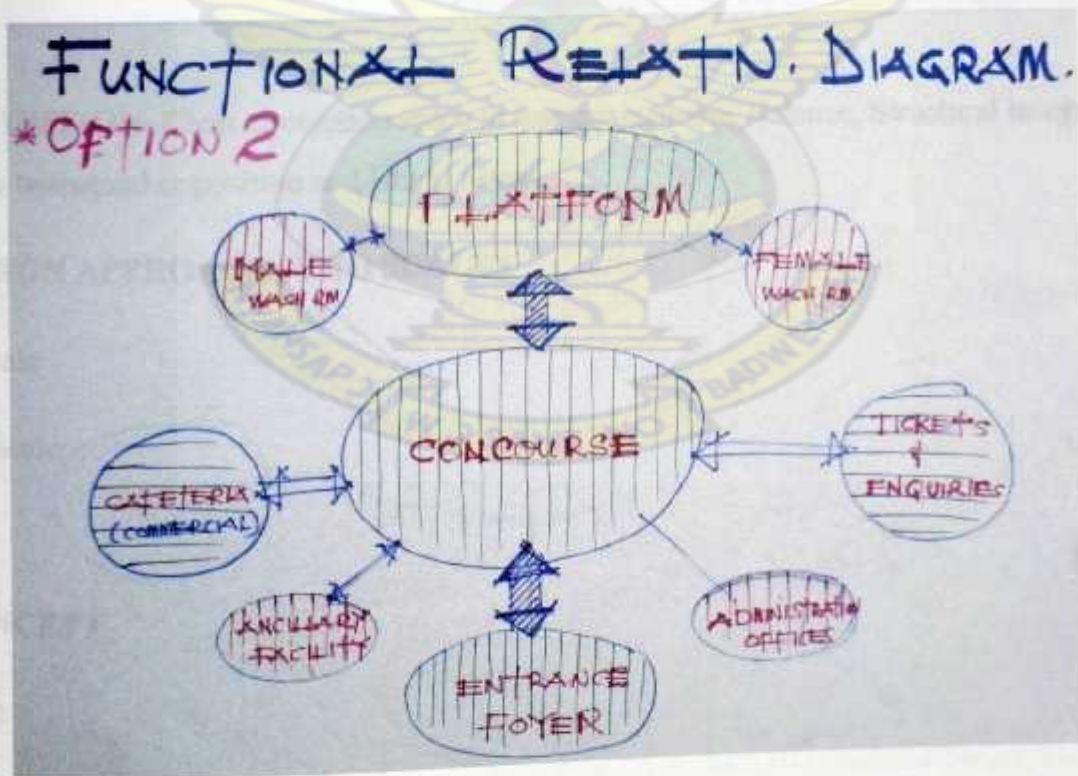 FUNCTIONAL RELATN. DIAGRAM.
*OPTION 2
PLATFORM
MALE
WASH RM
FEMALE
WASH RM.
CONCOURSE
TICKETS
&
ENQUIRIES
CAFETERIA
(COMMERCIAL)
ANCILLARY
FACILITY
ADMINISTRATION
OFFICES
ENTRANCE
FOYER